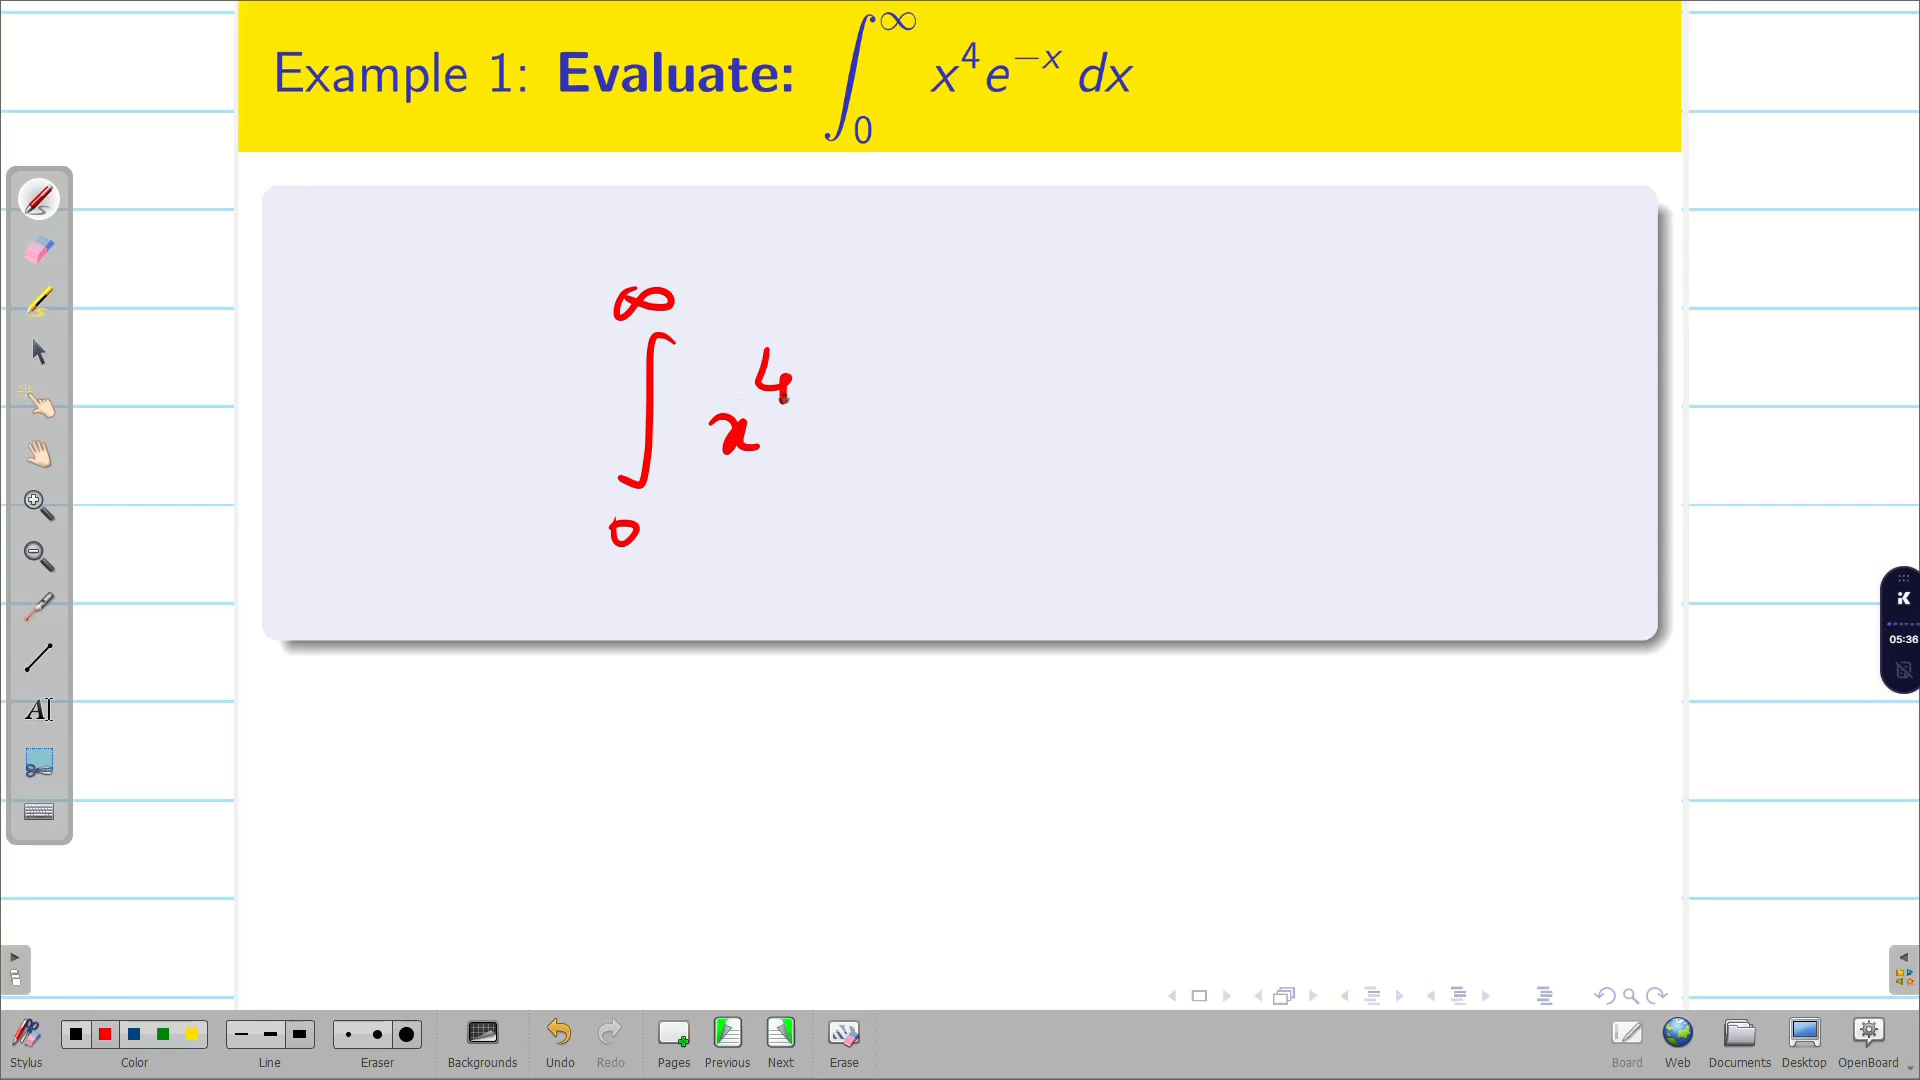 Example 1: Evaluate: ∫₀^∞ x⁴e⁻ˣ dx
∞
∫ x⁴
0
A
05:36
Stylus Color Line Eraser Backgrounds Undo Redo Pages Previous Next Erase Board Web Documents Desktop OpenBoard